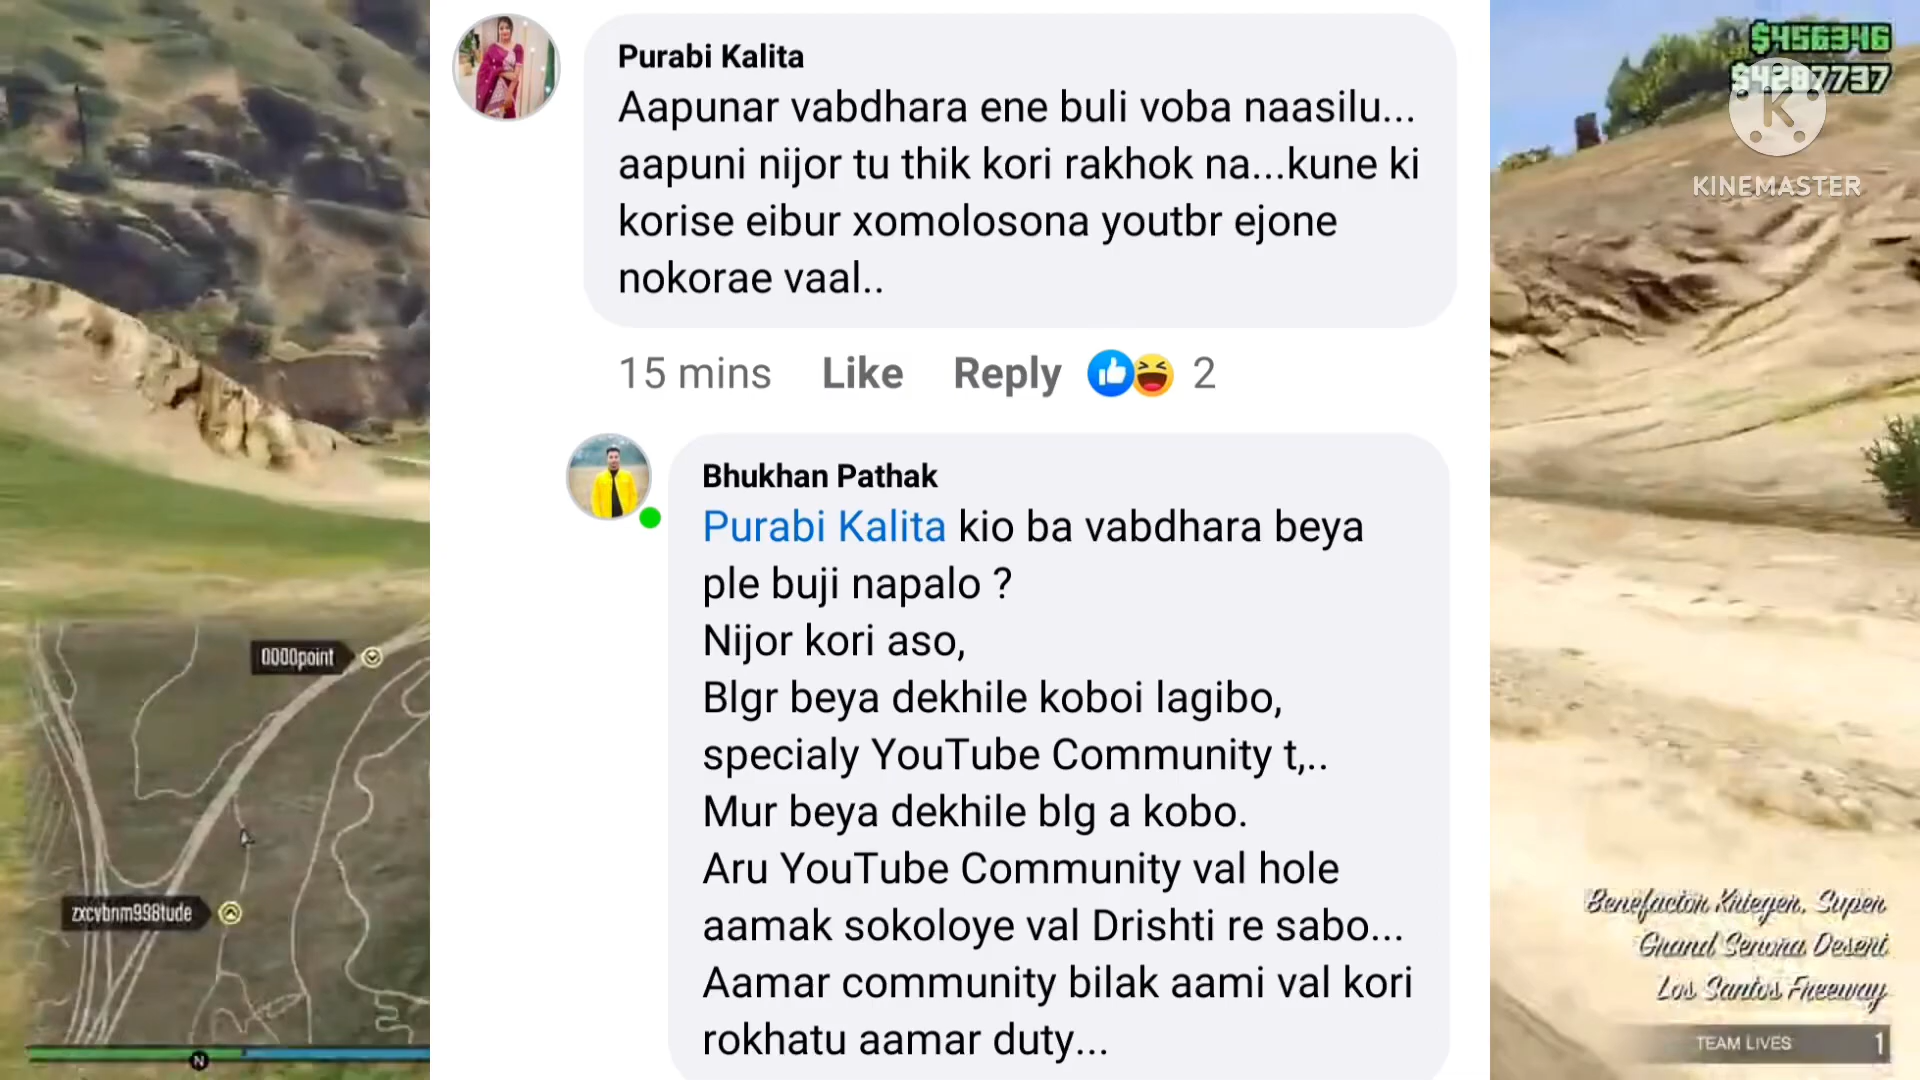 Purabi Kalita
Aapunar vabdhara ene buli voba naasilu...
aapuni nijor tu thik kori rakhok na...kune ki
korise eibur xomolosona youtbr ejone
nokorae vaal..
15 mins Like Reply 2
Bhukhan Pathak
Purabi Kalita kio ba vabdhara beya
ple buji napalo ?
Nijor kori aso,
Blgr beya dekhile koboi lagibo,
specialy YouTube Community t,..
Mur beya dekhile blg a kobo.
Aru YouTube Community val hole
aamak sokoloye val Drishti re sabo...
Aamar community bilak aami val kori
rokhatu aamar duty...
0000point
zxcvbnm998tude
N
$456346
$4287737
K
KINEMASTER
Benefactor Krieger, Super
Grand Senora Desert
Los Santos Freeway
TEAM LIVES 1